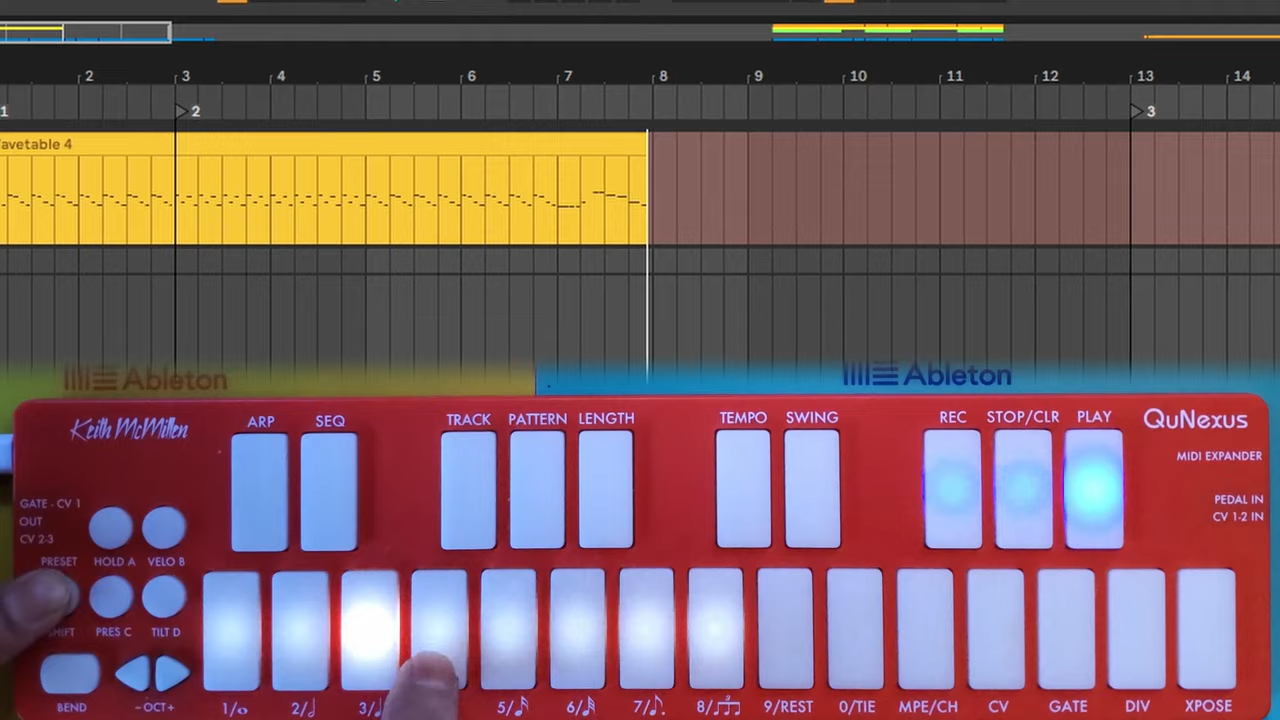 2 3 4 5 6 7 8 9 10 11 12 13 14
1 2 3
avetable 4
Ableton Ableton
Keith McMillen ARP SEQ TRACK PATTERN LENGTH TEMPO SWING REC STOP/CLR PLAY QuNexus
MIDI EXPANDER
GATE - CV 1
OUT
CV 2-3
PEDAL IN
CV 1-2 IN
PRESET HOLD A VELO B
SHIFT PRES C TILT D
BEND -OCT+ 1/𝅝 2/𝅗𝅥 3/ 5/ 6/ 7/ 8/ 9/REST 0/TIE MPE/CH CV GATE DIV XPOSE